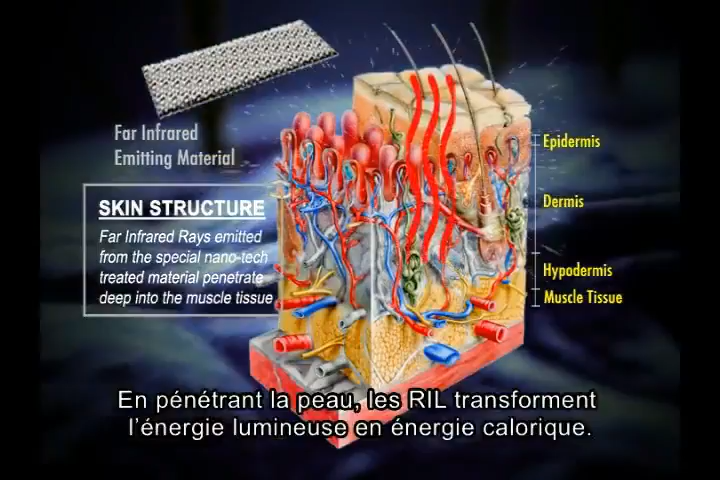 Far Infrared
Emitting Material
SKIN STRUCTURE
Far Infrared Rays emitted
from the special nano-tech
treated material penetrate
deep into the muscle tissue
Epidermis
Dermis
Hypodermis
Muscle Tissue
En pénétrant la peau, les RIL transforment
l'énergie lumineuse en énergie calorique.